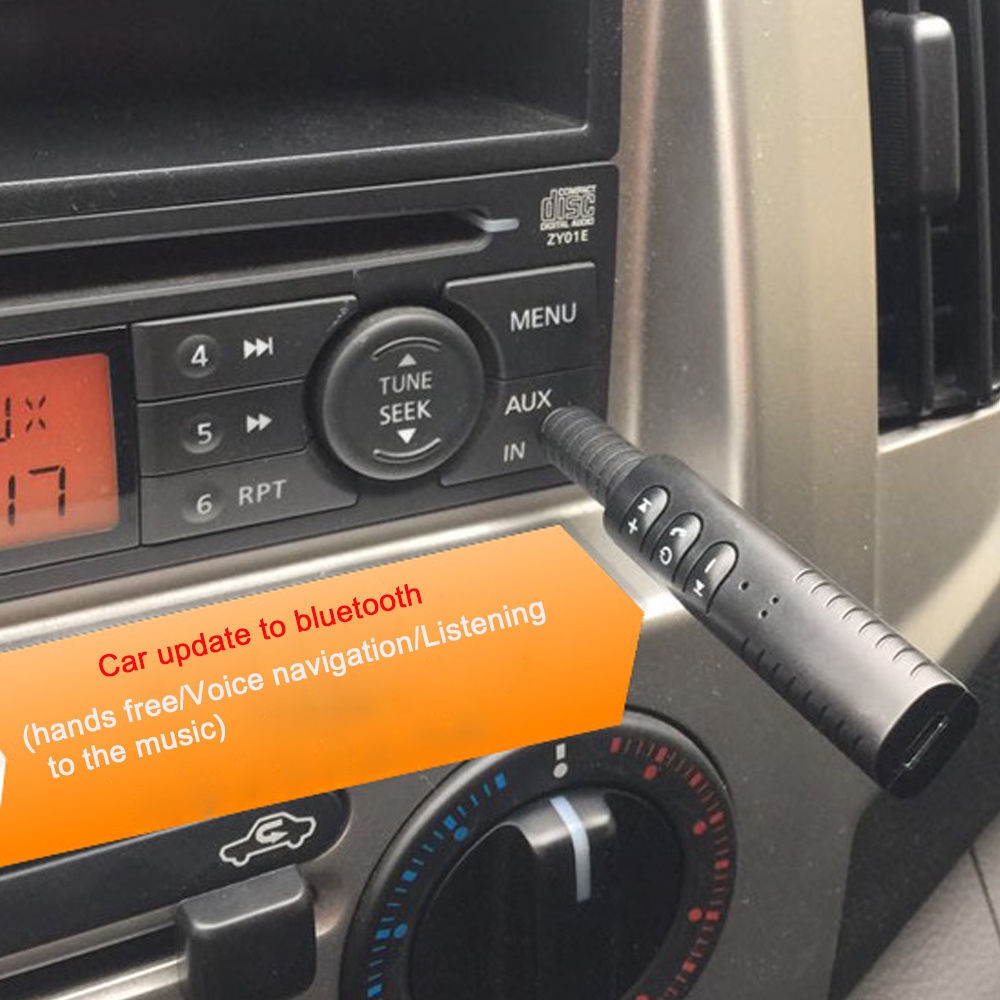 COMPACT
disc
DIGITAL AUDIO
ZY01E
MENU
4
TUNE
SEEK
AUX
IN
5
6 RPT
17
Car update to bluetooth
(hands free/Voice navigation/Listening
to the music)